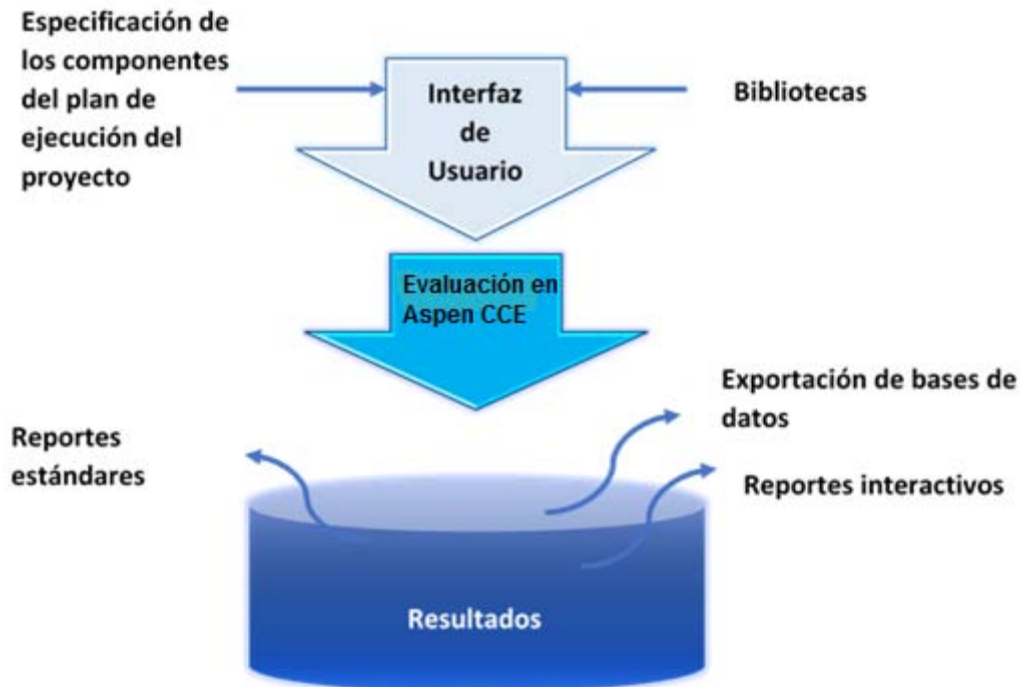 Especificación de
los componentes
del plan de
ejecución del
proyecto
Interfaz
de
Usuario
Bibliotecas
Evaluación en
Aspen CCE
Exportación de bases de
datos
Reportes
estándares
Reportes interactivos
Resultados